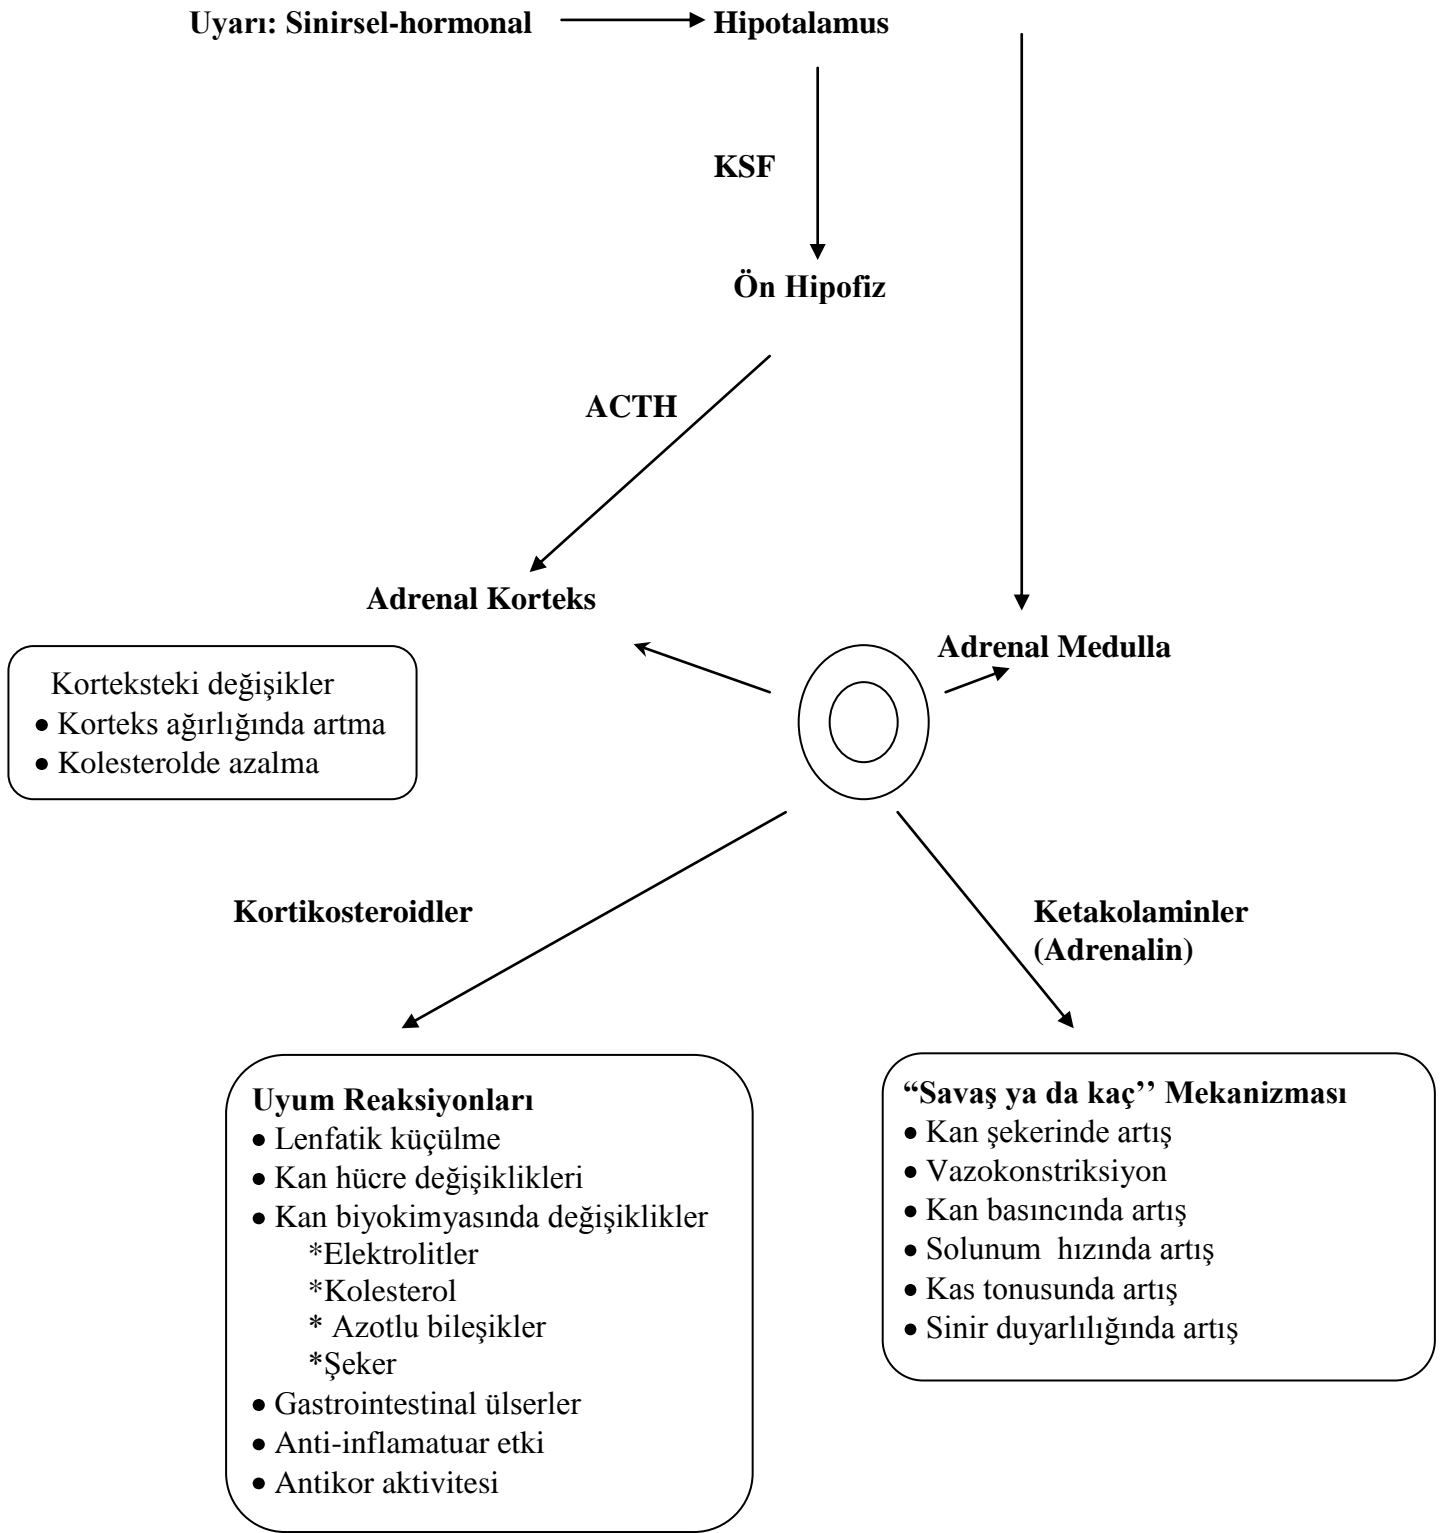 Uyarı: Sinirsel-hormonal
Hipotalamus
KSF
Ön Hipofiz
ACTH
Adrenal Korteks
Adrenal Medulla
Korteksteki değişikler
• Korteks ağırlığında artma
• Kolesterolde azalma
Kortikosteroidler
Ketakolaminler
(Adrenalin)
Uyum Reaksiyonları
• Lenfatik küçülme
• Kan hücre değişiklikleri
• Kan biyokimyasında değişiklikler
*Elektrolitler
*Kolesterol
* Azotlu bileşikler
*Şeker
• Gastrointestinal ülserler
• Anti-inflamatuar etki
• Antikor aktivitesi
“Savaş ya da kaç’’ Mekanizması
• Kan şekerinde artış
• Vazokonstriksiyon
• Kan basıncında artış
• Solunum  hızında artış
• Kas tonusunda artış
• Sinir duyarlılığında artış